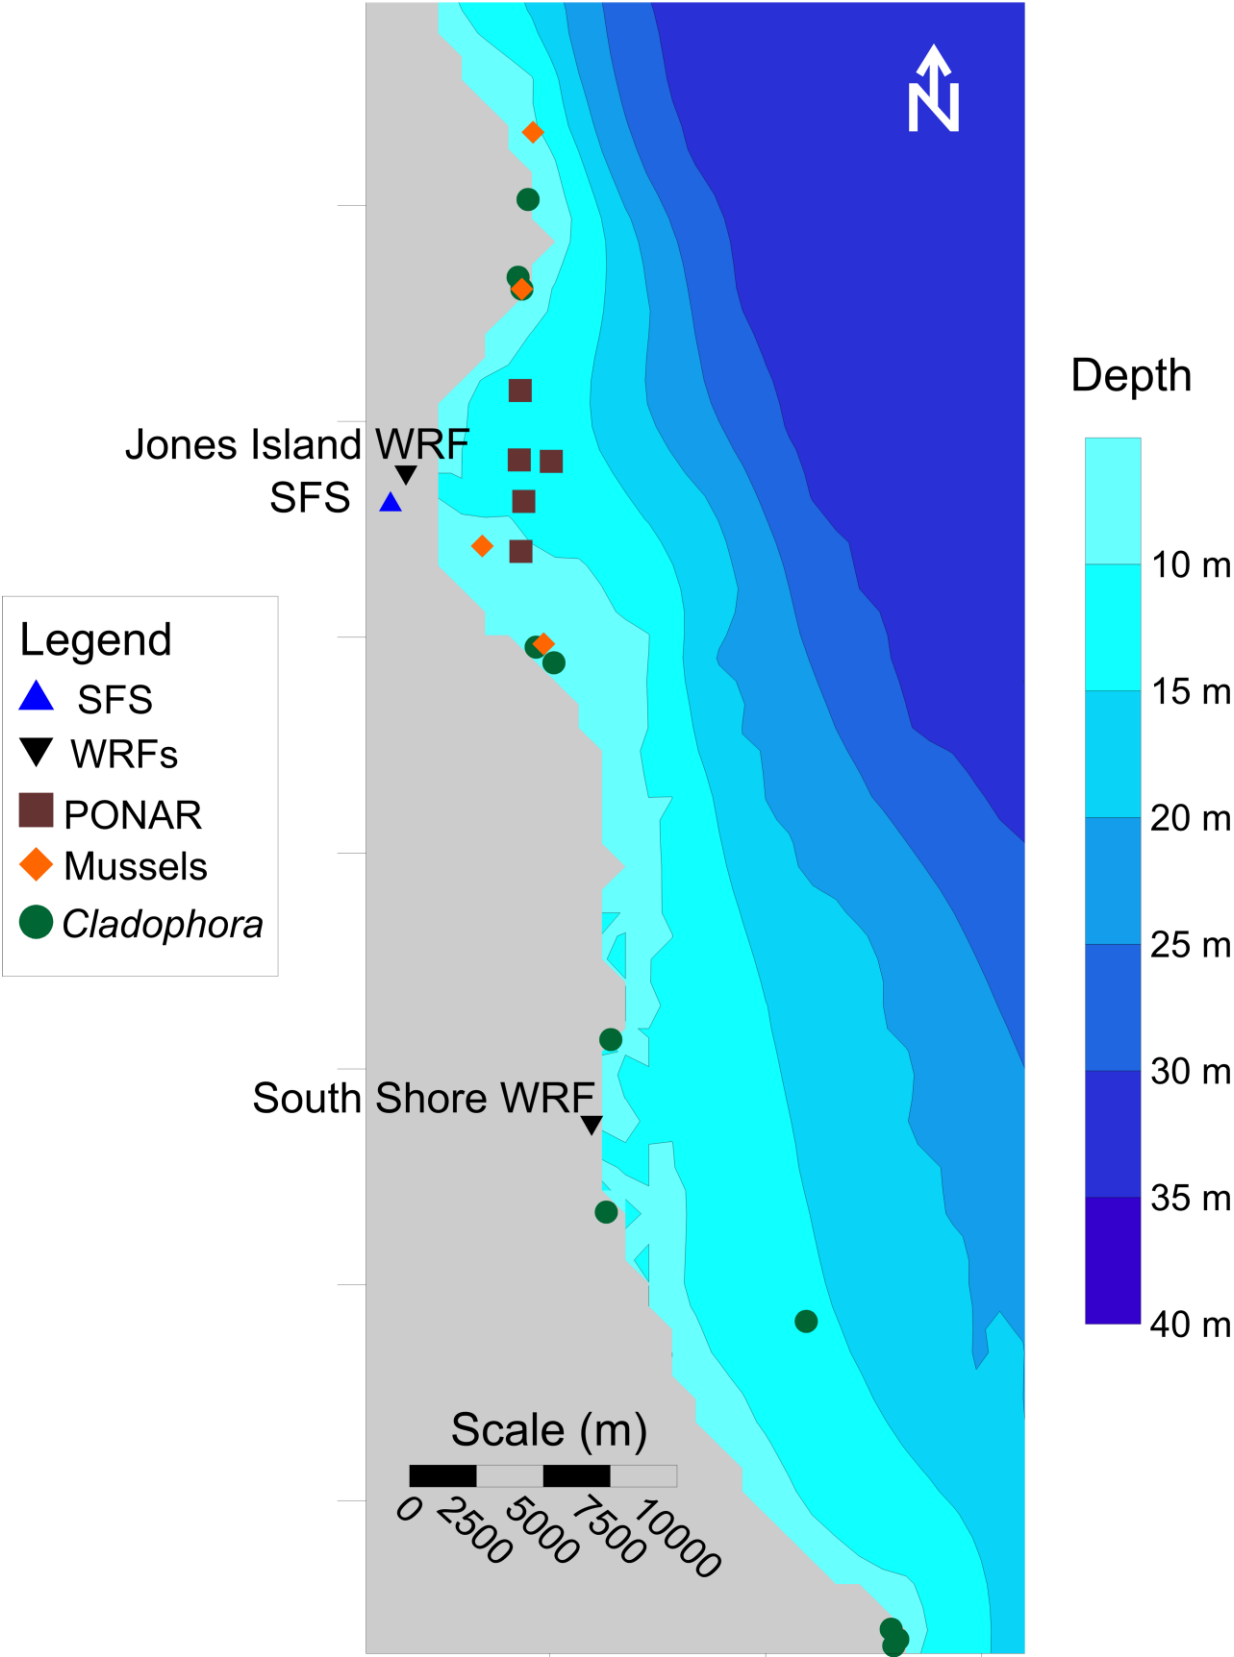 N
Depth
Jones Island WRF
SFS
10 m
15 m
20 m
25 m
30 m
35 m
40 m
Legend
SFS
WRFs
PONAR
Mussels
Cladophora
South Shore WRF
Scale (m)
0 2500 5000 7500 10000